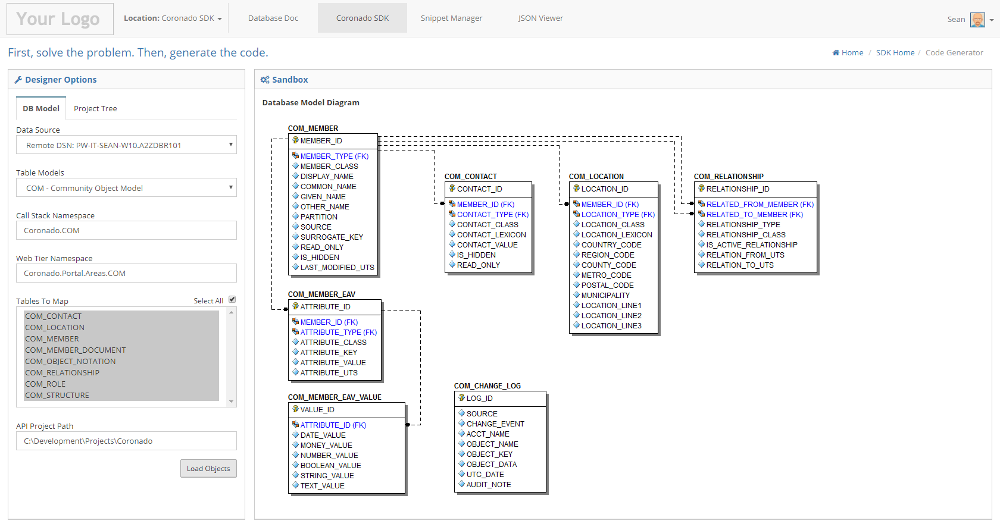 Your Logo
Location: Coronado SDK
Database Doc
Coronado SDK
Snippet Manager
JSON Viewer
Sean
First, solve the problem. Then, generate the code.
Home / SDK Home / Code Generator
Designer Options
DB Model
Project Tree
Data Source
Remote DSN: PW-IT-SEAN-W10.A2ZDBR101
Table Models
COM - Community Object Model
Call Stack Namespace
Coronado.COM
Web Tier Namespace
Coronado.Portal.Areas.COM
Tables To Map
Select All
COM_CONTACT
COM_LOCATION
COM_MEMBER
COM_MEMBER_DOCUMENT
COM_OBJECT_NOTATION
COM_RELATIONSHIP
COM_ROLE
COM_STRUCTURE
API Project Path
C:\Development\Projects\Coronado
Load Objects
Sandbox
Database Model Diagram
COM_MEMBER
MEMBER_ID
MEMBER_TYPE (FK)
MEMBER_CLASS
DISPLAY_NAME
COMMON_NAME
GIVEN_NAME
OTHER_NAME
PARTITION
SOURCE
SURROGATE_KEY
READ_ONLY
IS_HIDDEN
LAST_MODIFIED_UTS
COM_CONTACT
CONTACT_ID
MEMBER_ID (FK)
CONTACT_TYPE (FK)
CONTACT_CLASS
CONTACT_LEXICON
CONTACT_VALUE
IS_HIDDEN
READ_ONLY
COM_LOCATION
LOCATION_ID
MEMBER_ID (FK)
LOCATION_TYPE (FK)
LOCATION_CLASS
LOCATION_LEXICON
COUNTRY_CODE
REGION_CODE
COUNTY_CODE
METRO_CODE
POSTAL_CODE
MUNICIPALITY
LOCATION_LINE1
LOCATION_LINE2
LOCATION_LINE3
COM_RELATIONSHIP
RELATIONSHIP_ID
RELATED_FROM_MEMBER (FK)
RELATED_TO_MEMBER (FK)
RELATIONSHIP_TYPE
RELATIONSHIP_CLASS
IS_ACTIVE_RELATIONSHIP
RELATION_FROM_UTS
RELATION_TO_UTS
COM_MEMBER_EAV
ATTRIBUTE_ID
MEMBER_ID (FK)
ATTRIBUTE_TYPE (FK)
ATTRIBUTE_CLASS
ATTRIBUTE_KEY
ATTRIBUTE_VALUE
ATTRIBUTE_UTS
COM_MEMBER_EAV_VALUE
VALUE_ID
ATTRIBUTE_ID (FK)
DATE_VALUE
MONEY_VALUE
NUMBER_VALUE
BOOLEAN_VALUE
STRING_VALUE
TEXT_VALUE
COM_CHANGE_LOG
LOG_ID
SOURCE
CHANGE_EVENT
ACCT_NAME
OBJECT_NAME
OBJECT_KEY
OBJECT_DATA
UTC_DATE
AUDIT_NOTE